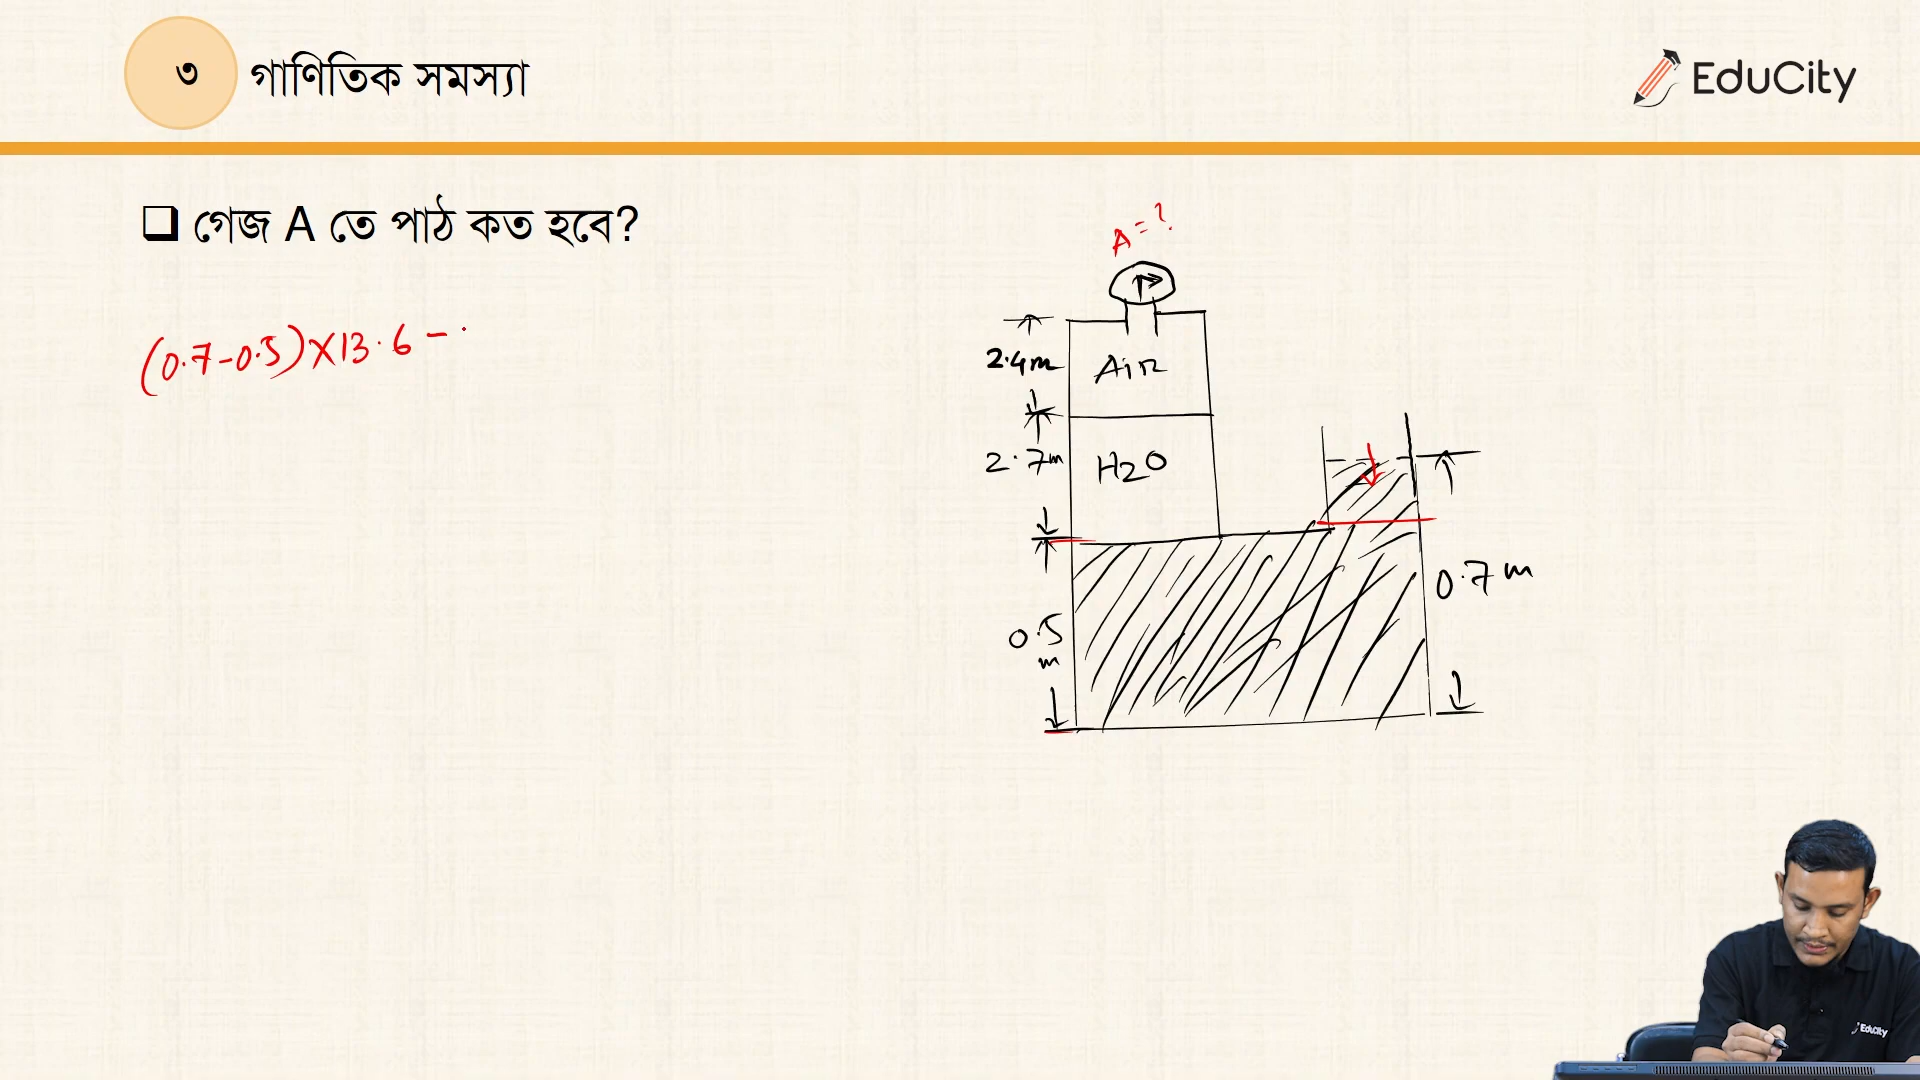 ৩ গাণিতিক সমস্যা
EduCity
❑ গেজ A তে পাঠ কত হবে?
(0.7-0.5)×13.6 -
A = ?
2.4m
Air
2.7m
H2O
0.7m
0.5
m
EduCity